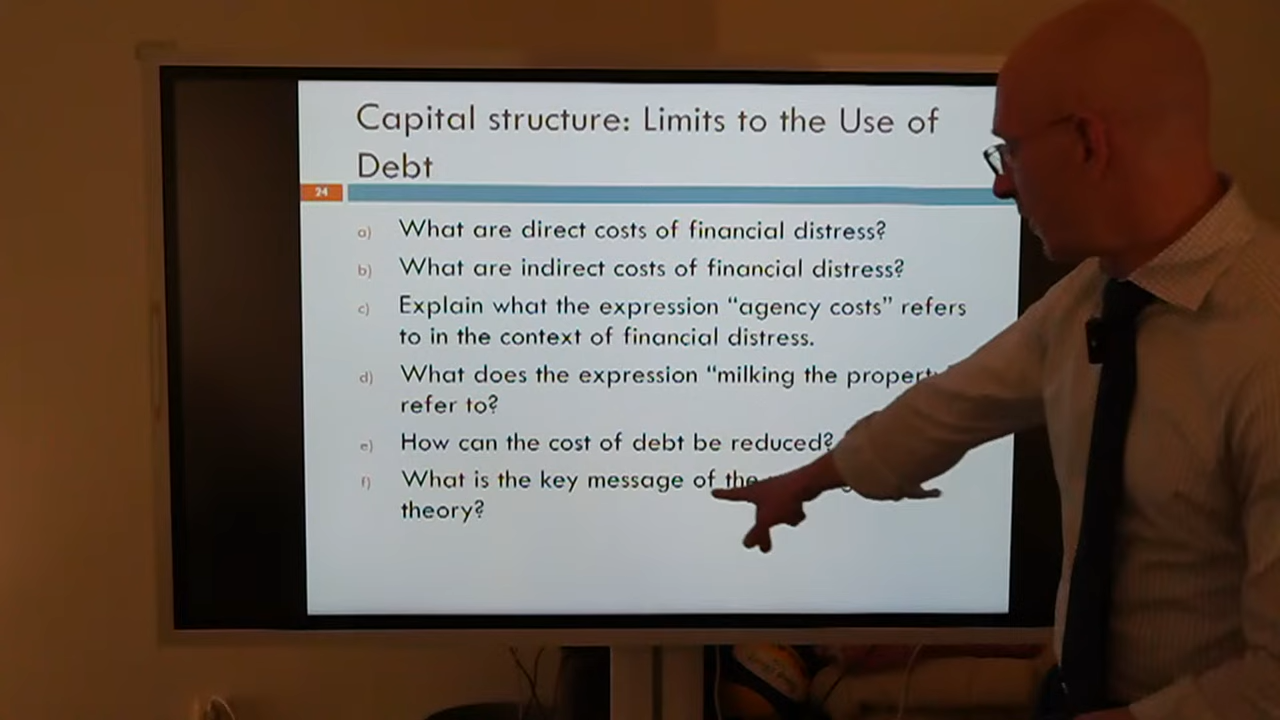 Capital structure: Limits to the Use of
Debt
24
a) What are direct costs of financial distress?
b) What are indirect costs of financial distress?
c) Explain what the expression “agency costs” refers
to in the context of financial distress.
d) What does the expression “milking the property”
refer to?
e) How can the cost of debt be reduced?
f) What is the key message of the
theory?